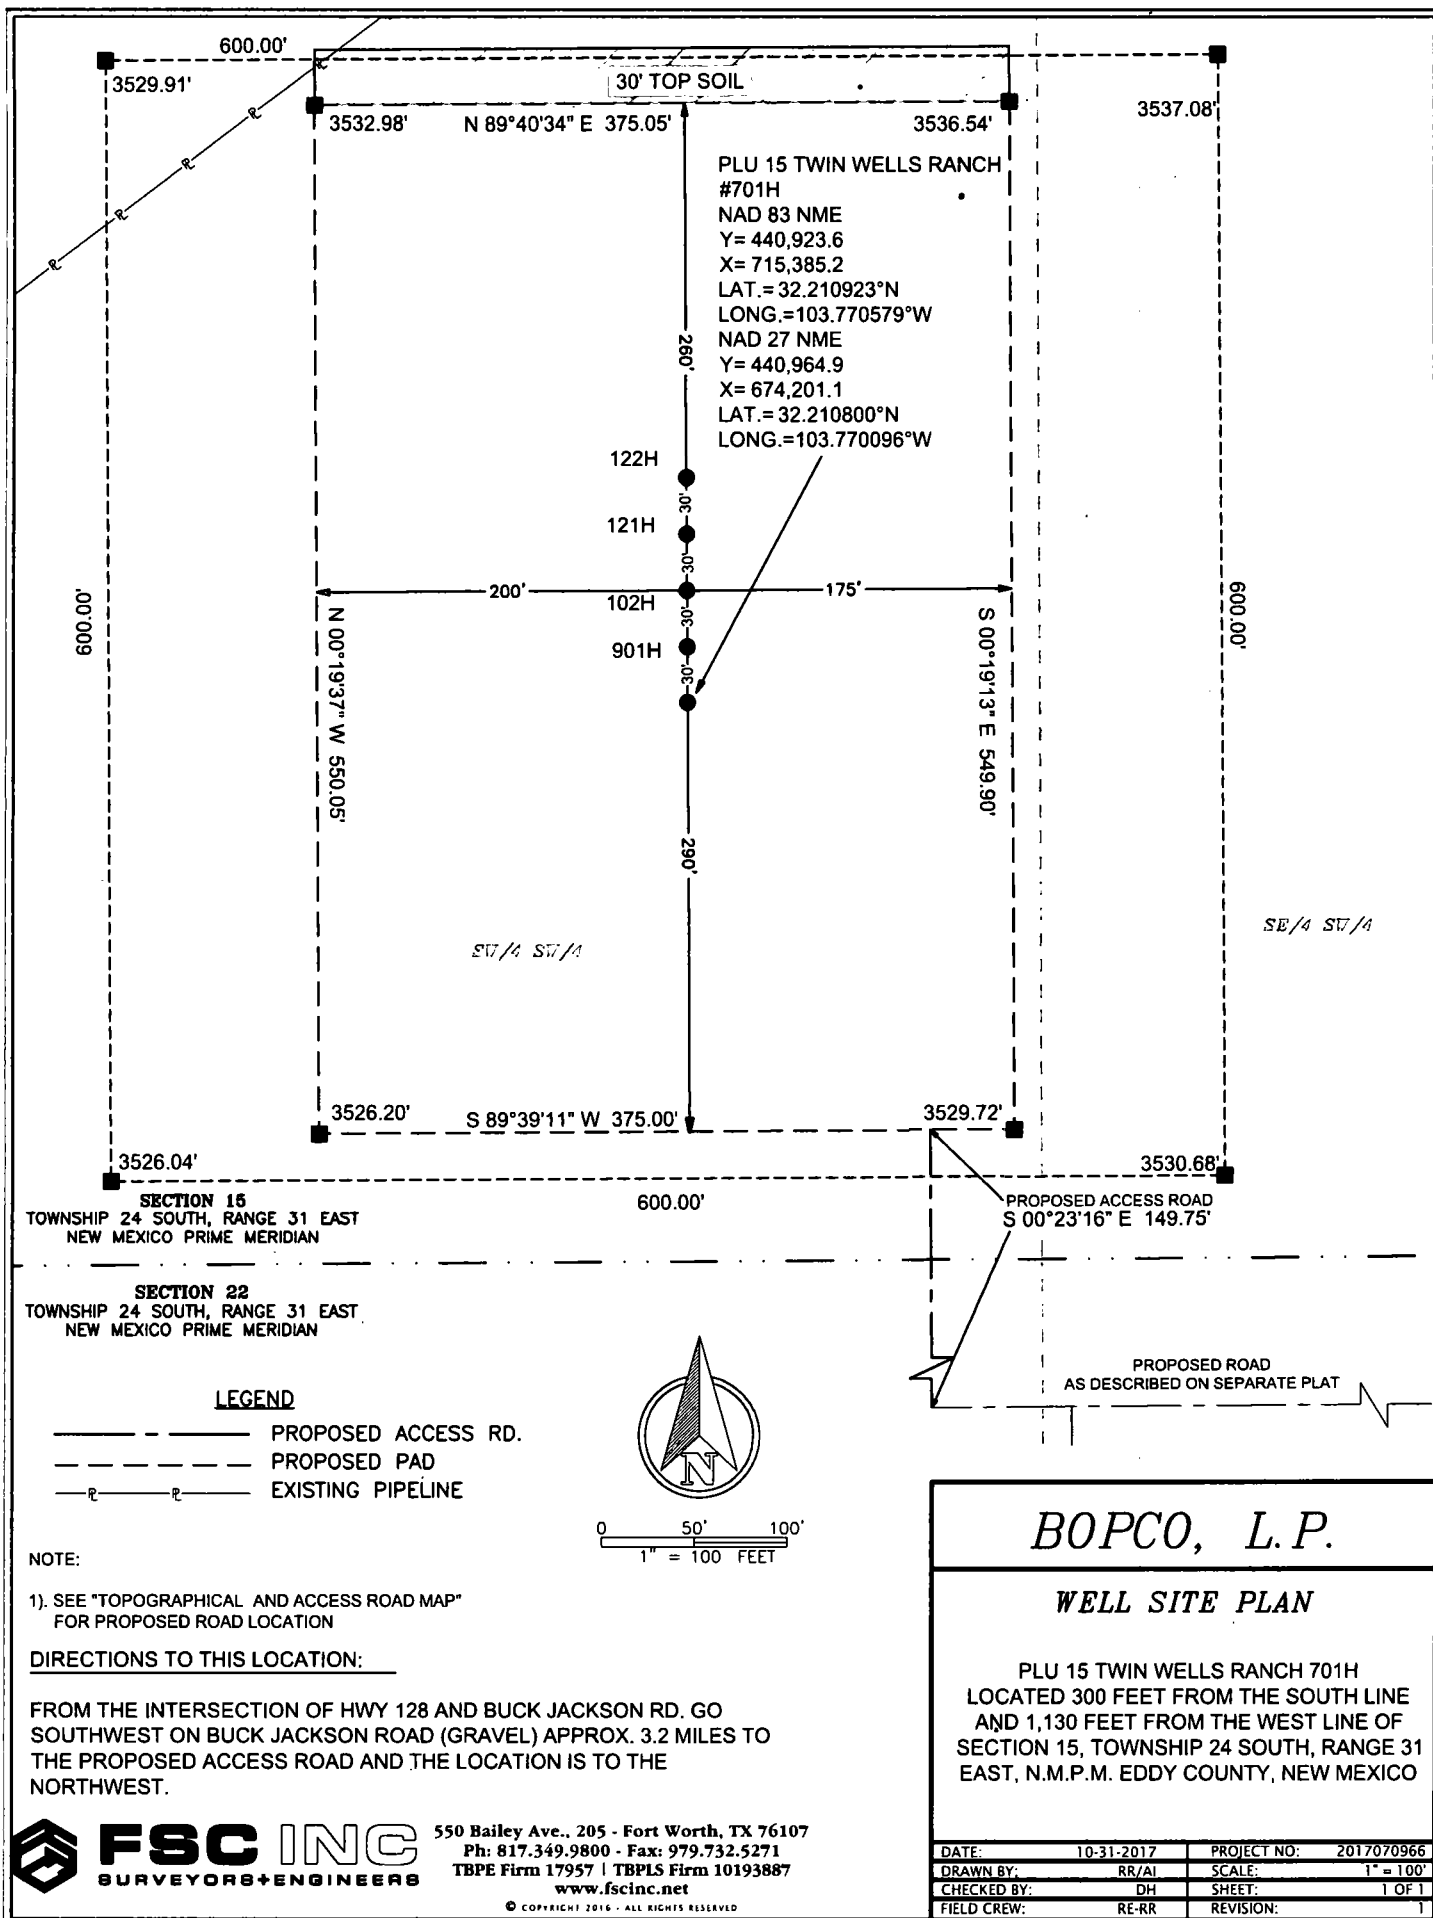 600.00'
3529.91'
30' TOP SOIL
3537.08'
3532.98'
N 89°40'34" E 375.05'
3536.54'
PLU 15 TWIN WELLS RANCH
#701H
NAD 83 NME
Y= 440,923.6
X= 715,385.2
LAT.= 32.210923°N
LONG.=103.770579°W
NAD 27 NME
Y= 440,964.9
X= 674,201.1
LAT.= 32.210800°N
LONG.=103.770096°W
260'
122H
30'
121H
30'
200'
175'
102H
30'
901H
30'
600.00'
N 00°19'37" W 550.05'
S 00°19'13" E 549.90'
600.00'
290'
SW/4 SW/4
SE/4 SW/4
3526.20'
S 89°39'11" W 375.00'
3529.72'
3526.04'
3530.68'
600.00'
SECTION 15
TOWNSHIP 24 SOUTH, RANGE 31 EAST
NEW MEXICO PRIME MERIDIAN
PROPOSED ACCESS ROAD
S 00°23'16" E 149.75'
SECTION 22
TOWNSHIP 24 SOUTH, RANGE 31 EAST
NEW MEXICO PRIME MERIDIAN
PROPOSED ROAD
AS DESCRIBED ON SEPARATE PLAT
LEGEND
PROPOSED ACCESS RD.
PROPOSED PAD
EXISTING PIPELINE
N
0 50' 100'
1" = 100 FEET
NOTE:
1). SEE "TOPOGRAPHICAL AND ACCESS ROAD MAP"
FOR PROPOSED ROAD LOCATION
DIRECTIONS TO THIS LOCATION:
FROM THE INTERSECTION OF HWY 128 AND BUCK JACKSON RD. GO
SOUTHWEST ON BUCK JACKSON ROAD (GRAVEL) APPROX. 3.2 MILES TO
THE PROPOSED ACCESS ROAD AND THE LOCATION IS TO THE
NORTHWEST.
FSC INC
SURVEYORS+ENGINEERS
550 Bailey Ave., 205 - Fort Worth, TX 76107
Ph: 817.349.9800 - Fax: 979.732.5271
TBPE Firm 17957 | TBPLS Firm 10193887
www.fscinc.net
© COPYRIGHT 2016 - ALL RIGHTS RESERVED
BOPCO, L.P.
WELL SITE PLAN
PLU 15 TWIN WELLS RANCH 701H
LOCATED 300 FEET FROM THE SOUTH LINE
AND 1,130 FEET FROM THE WEST LINE OF
SECTION 15, TOWNSHIP 24 SOUTH, RANGE 31
EAST, N.M.P.M. EDDY COUNTY, NEW MEXICO
DATE: 10-31-2017 PROJECT NO: 2017070966
DRAWN BY: RR/AI SCALE: 1" = 100'
CHECKED BY: DH SHEET: 1 OF 1
FIELD CREW: RE-RR REVISION: 1